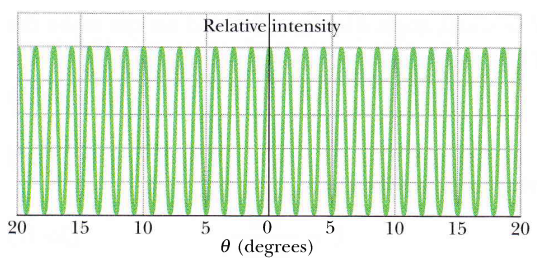 Relative intensity
20 15 10 5 0 5 10 15 20
θ (degrees)